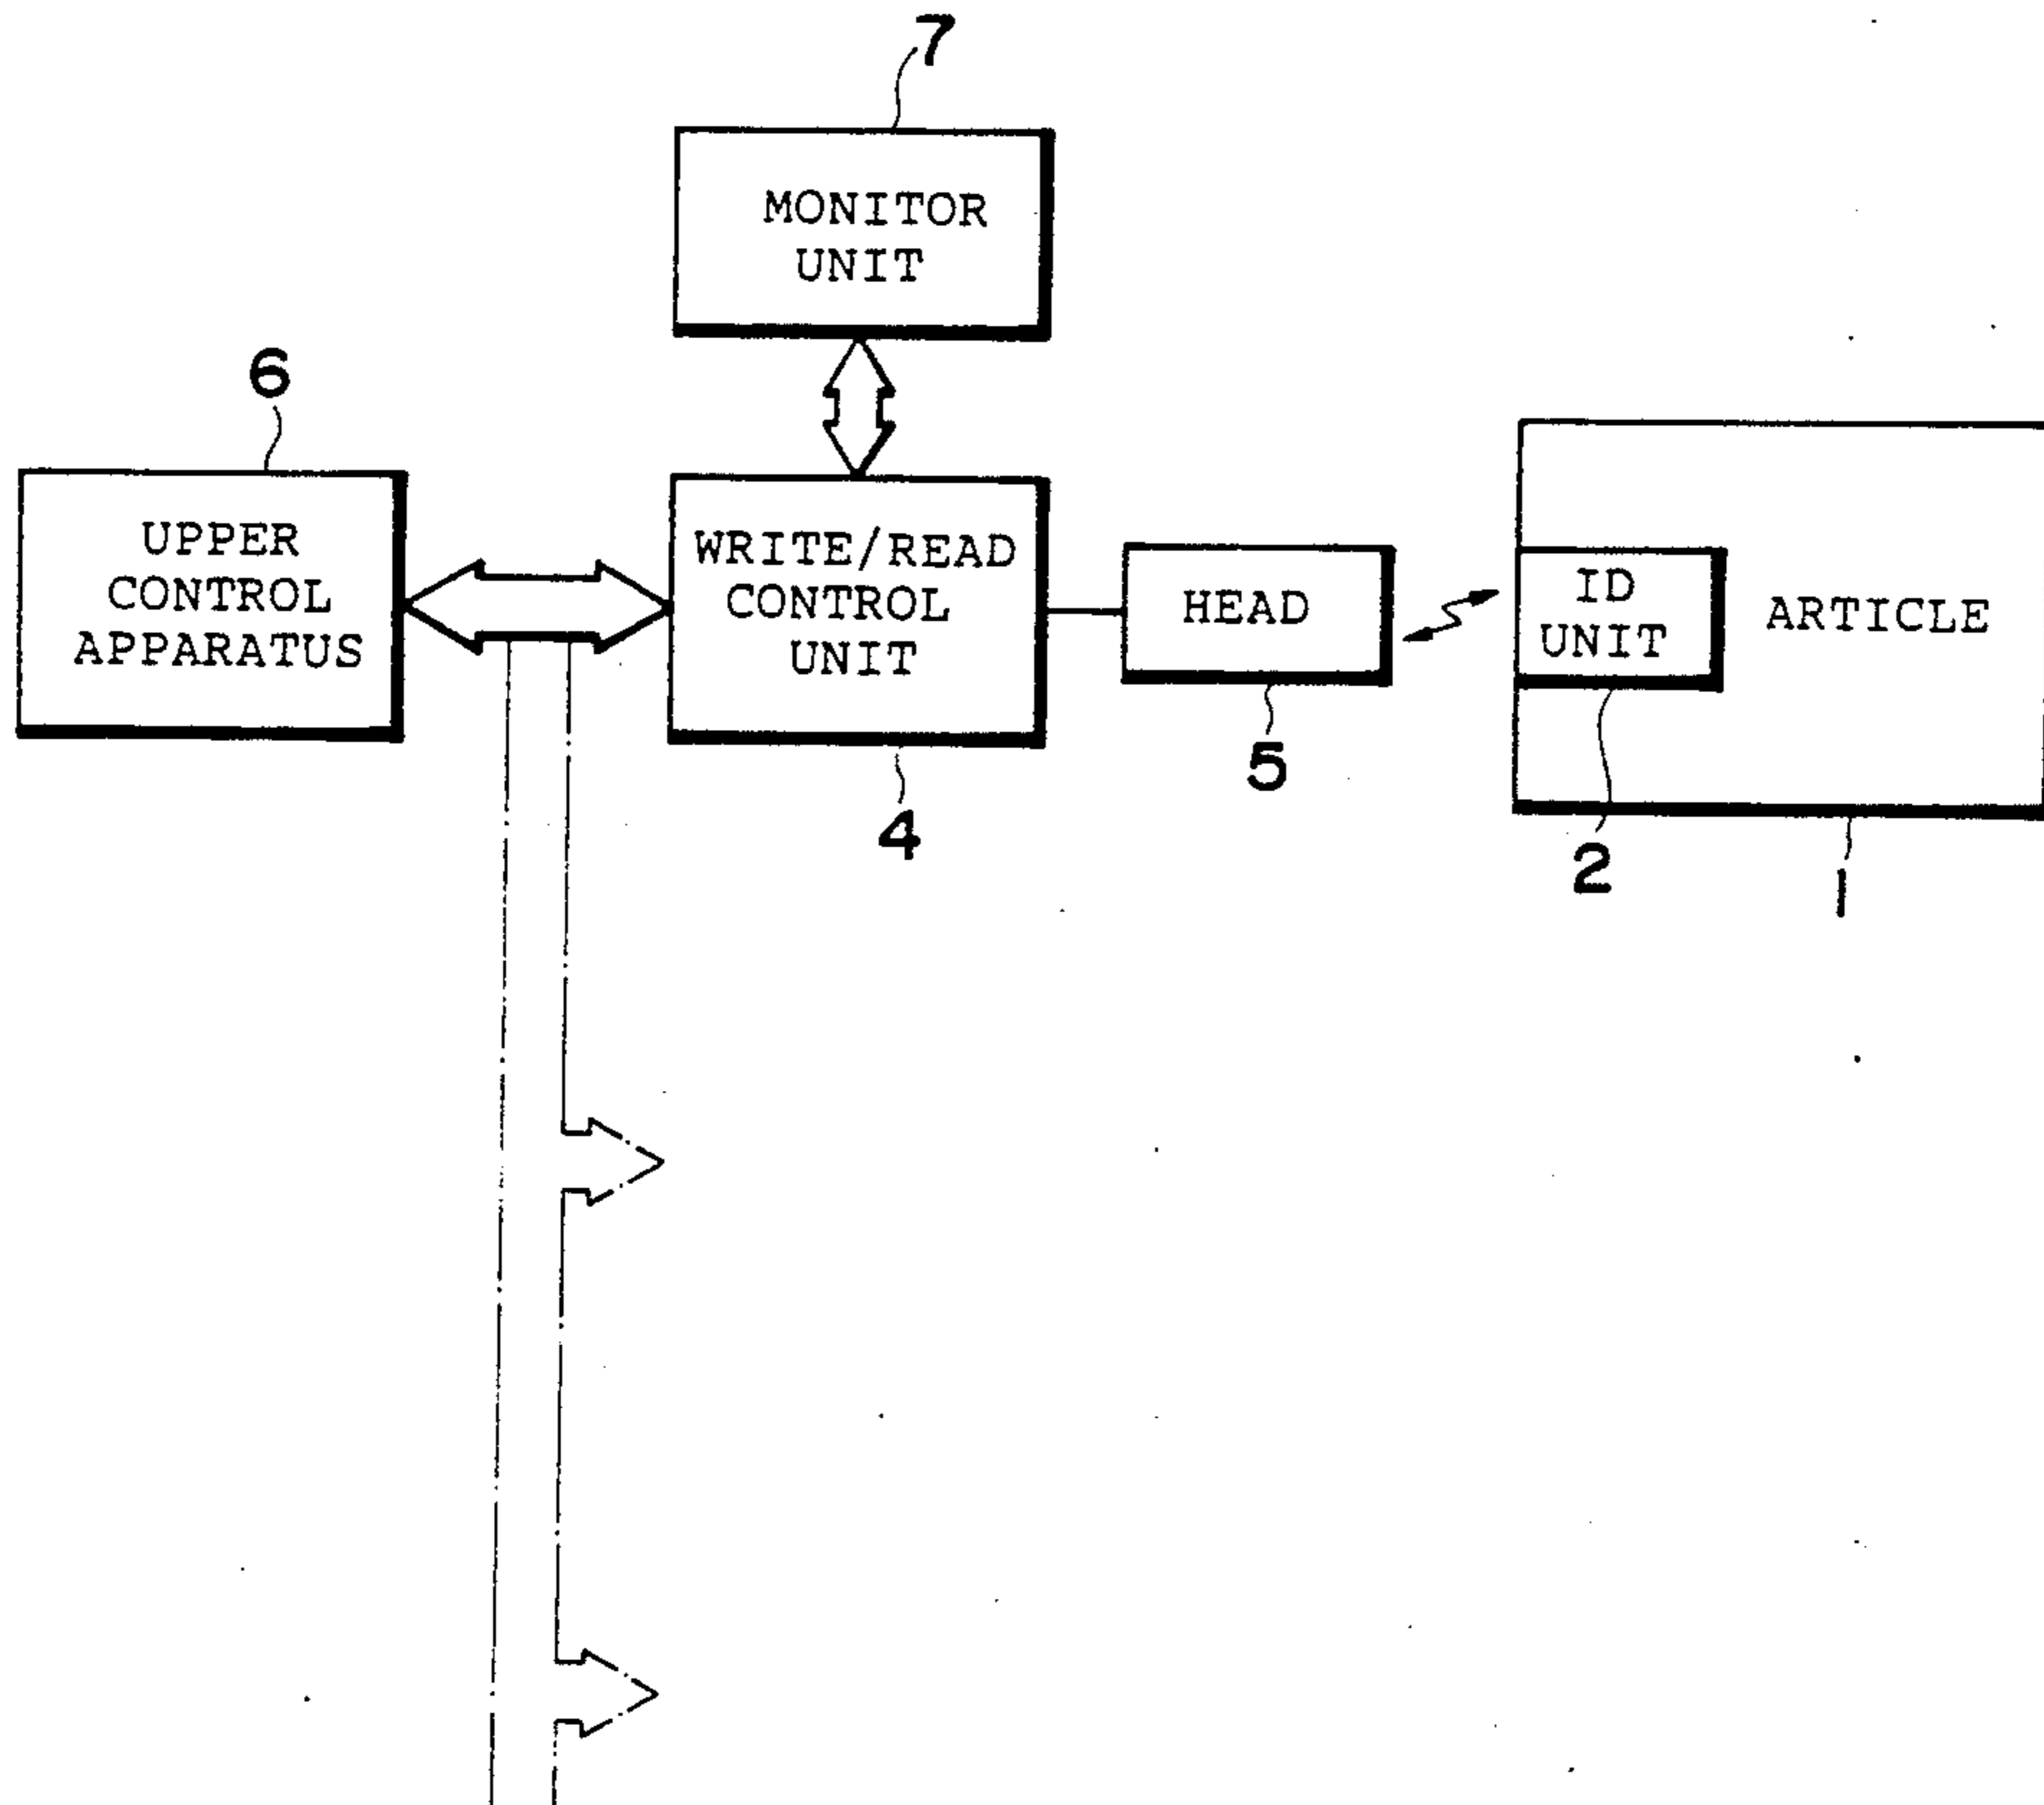 7
MONITOR
UNIT
6
UPPER
CONTROL
APPARATUS
WRITE/READ
CONTROL
UNIT
HEAD
ID
UNIT
ARTICLE
5
4
2
1